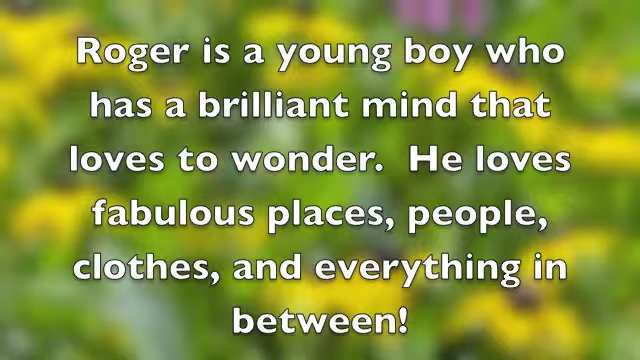 Roger is a young boy who
has a brilliant mind that
loves to wonder.  He loves
fabulous places, people,
clothes, and everything in
between!